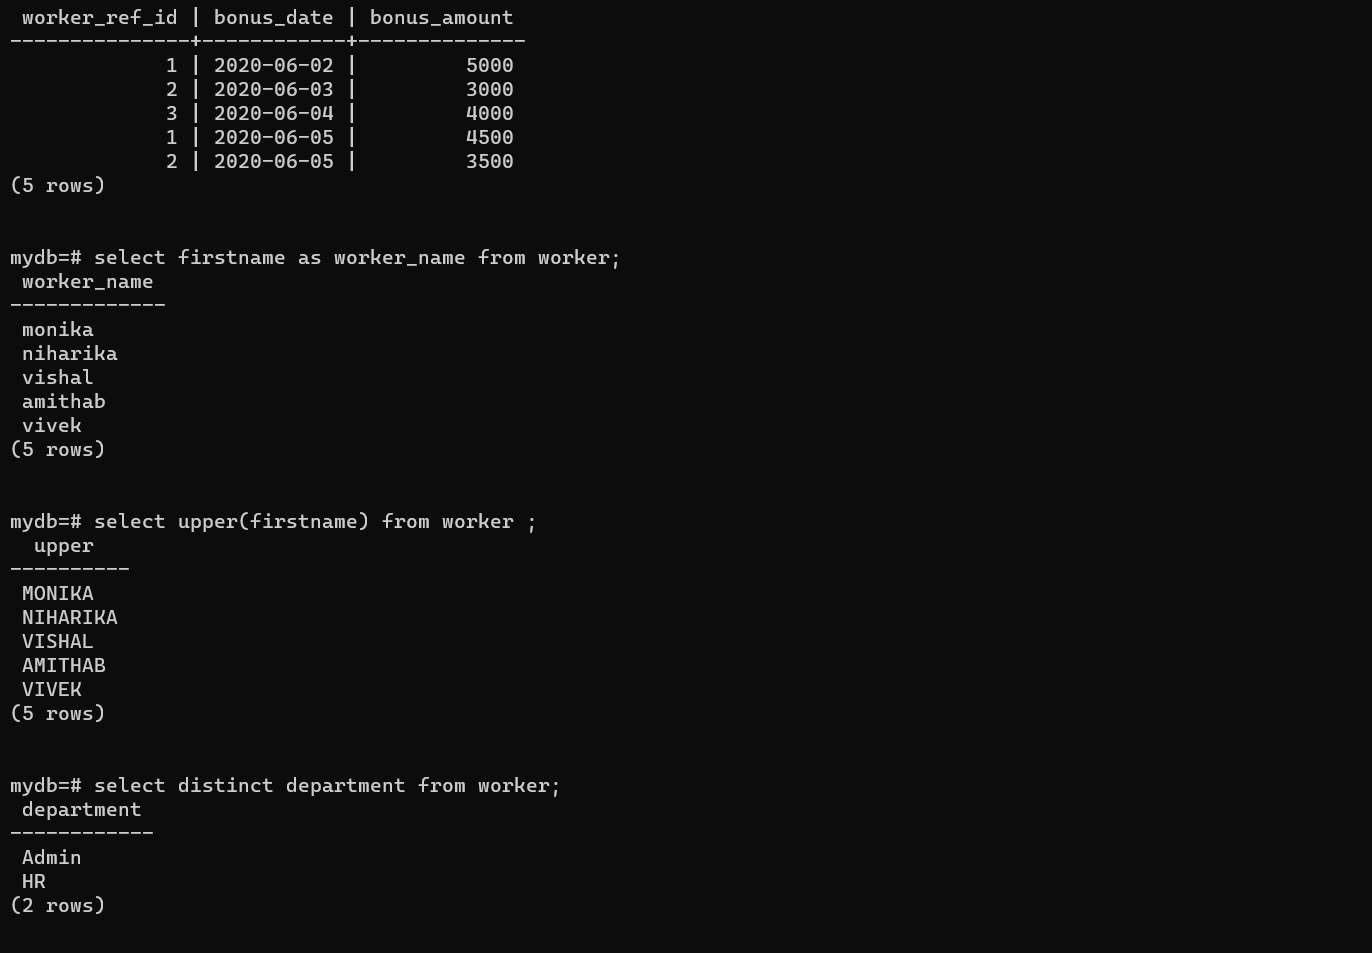 worker_ref_id | bonus_date | bonus_amount
---------------+------------+--------------
             1 | 2020-06-02 |         5000
             2 | 2020-06-03 |         3000
             3 | 2020-06-04 |         4000
             1 | 2020-06-05 |         4500
             2 | 2020-06-05 |         3500
(5 rows)

mydb=# select firstname as worker_name from worker;
 worker_name
-------------
 monika
 niharika
 vishal
 amithab
 vivek
(5 rows)

mydb=# select upper(firstname) from worker ;
  upper
----------
 MONIKA
 NIHARIKA
 VISHAL
 AMITHAB
 VIVEK
(5 rows)

mydb=# select distinct department from worker;
 department
------------
 Admin
 HR
(2 rows)